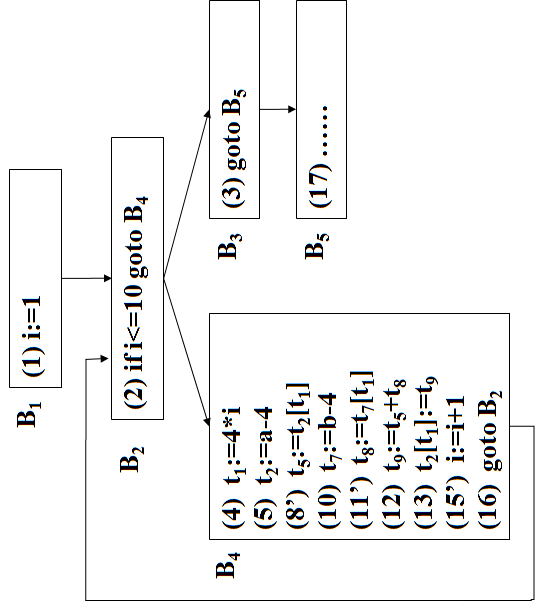 B1
(1) i:=1
B2
(2) if i<=10 goto B4
B3
(3) goto B5
B4
(4) t1:=4*i
(5) t2:=a-4
(8’) t5:=t2[t1]
(10) t7:=b-4
(11’) t8:=t7[t1]
(12) t9:=t5+t8
(13) t2[t1]:=t9
(15’) i:=i+1
(16) goto B2
B5
(17) ……